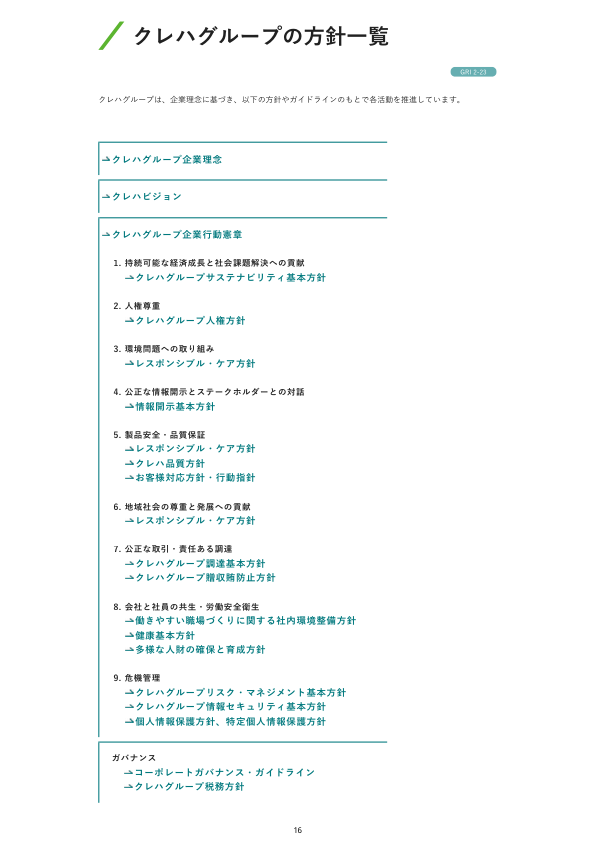 クレハグループの方針一覧
GRI 2-23
クレハグループは、企業理念に基づき、以下の方針やガイドラインのもとで各活動を推進しています。
クレハグループ企業理念
クレハビジョン
クレハグループ企業行動憲章
1. 持続可能な経済成長と社会課題解決への貢献
クレハグループサステナビリティ基本方針
2. 人権尊重
クレハグループ人権方針
3. 環境問題への取り組み
レスポンシブル・ケア方針
4. 公正な情報開示とステークホルダーとの対話
情報開示基本方針
5. 製品安全・品質保証
レスポンシブル・ケア方針
クレハ品質方針
お客様対応方針・行動指針
6. 地域社会の尊重と発展への貢献
レスポンシブル・ケア方針
7. 公正な取引・責任ある調達
クレハグループ調達基本方針
クレハグループ贈収賄防止方針
8. 会社と社員の共生・労働安全衛生
働きやすい職場づくりに関する社内環境整備方針
健康基本方針
多様な人財の確保と育成方針
9. 危機管理
クレハグループリスク・マネジメント基本方針
クレハグループ情報セキュリティ基本方針
個人情報保護方針、特定個人情報保護方針
ガバナンス
コーポレートガバナンス・ガイドライン
クレハグループ税務方針
16